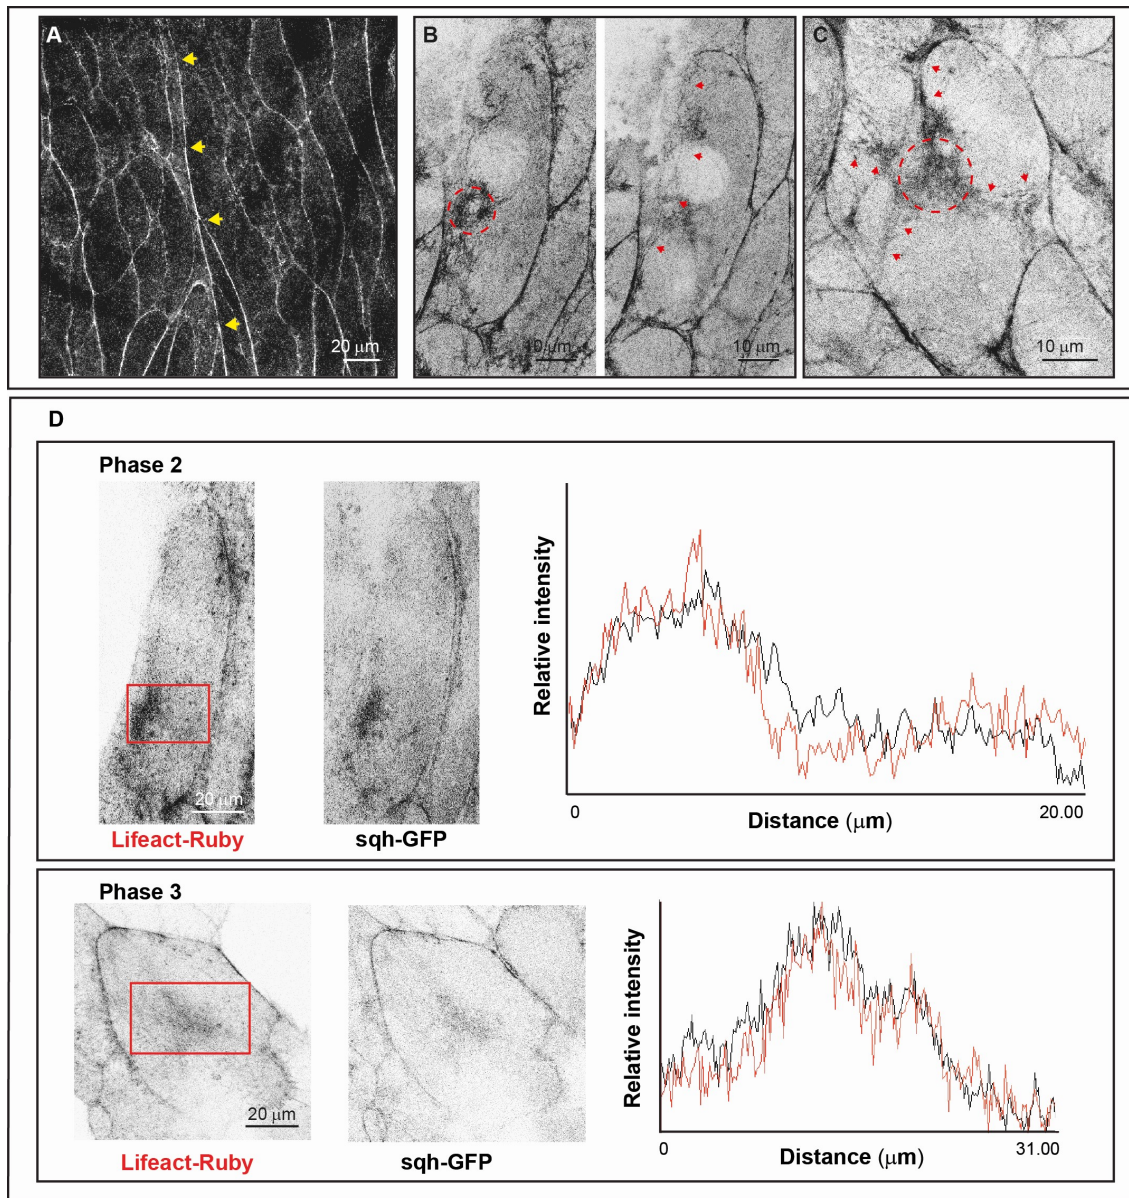 A
B
C
20 μm
10 μm
10 μm
10 μm
D
Phase 2
20 μm
Lifeact-Ruby
sqh-GFP
Relative intensity
0
20.00
Distance (μm)
Phase 3
20 μm
Lifeact-Ruby
sqh-GFP
Relative intensity
0
31.00
Distance (μm)